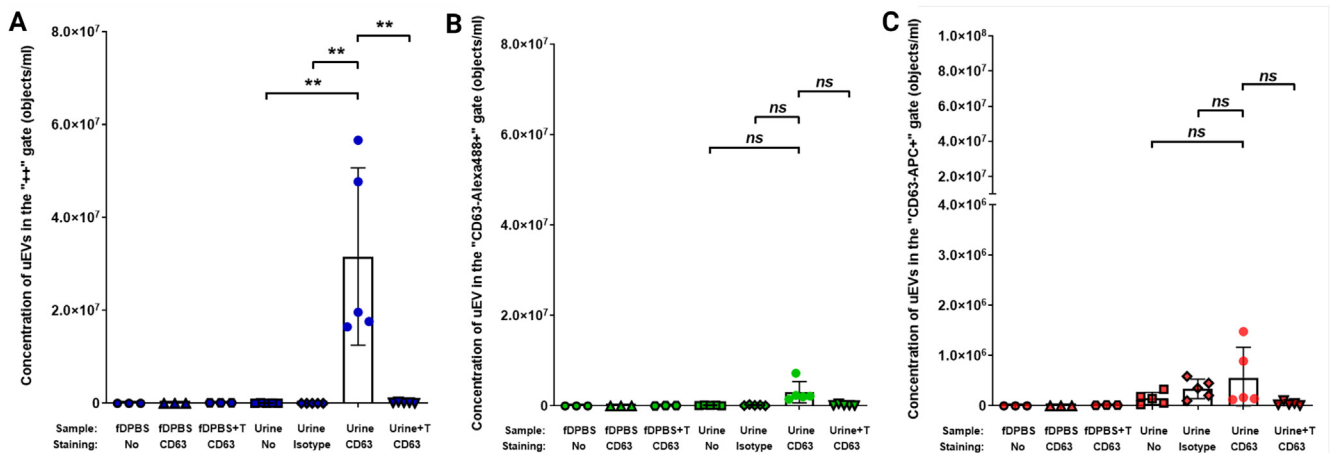 A
Concentration of uEVs in the "++" gate (objects/ml)
8.0×10⁷
6.0×10⁷
4.0×10⁷
2.0×10⁷
0
**
**
**
Sample: fDPBS fDPBS fDPBS+T Urine Urine Urine Urine+T
Staining: No CD63 CD63 No Isotype CD63 CD63
B
Concentration of uEV in the "CD63-Alexa488+" gate (objects/ml)
8.0×10⁷
6.0×10⁷
4.0×10⁷
2.0×10⁷
0
ns
ns
ns
Sample: fDPBS fDPBS fDPBS+T Urine Urine Urine Urine+T
Staining: No CD63 CD63 No Isotype CD63 CD63
C
Concentration of uEVs in the "CD63-APC+" gate (objects/ml)
1.0×10⁸
8.0×10⁷
6.0×10⁷
4.0×10⁷
2.0×10⁷
4.0×10⁶
3.0×10⁶
2.0×10⁶
1.0×10⁶
0
ns
ns
ns
Sample: fDPBS fDPBS fDPBS+T Urine Urine Urine Urine+T
Staining: No CD63 CD63 No Isotype CD63 CD63